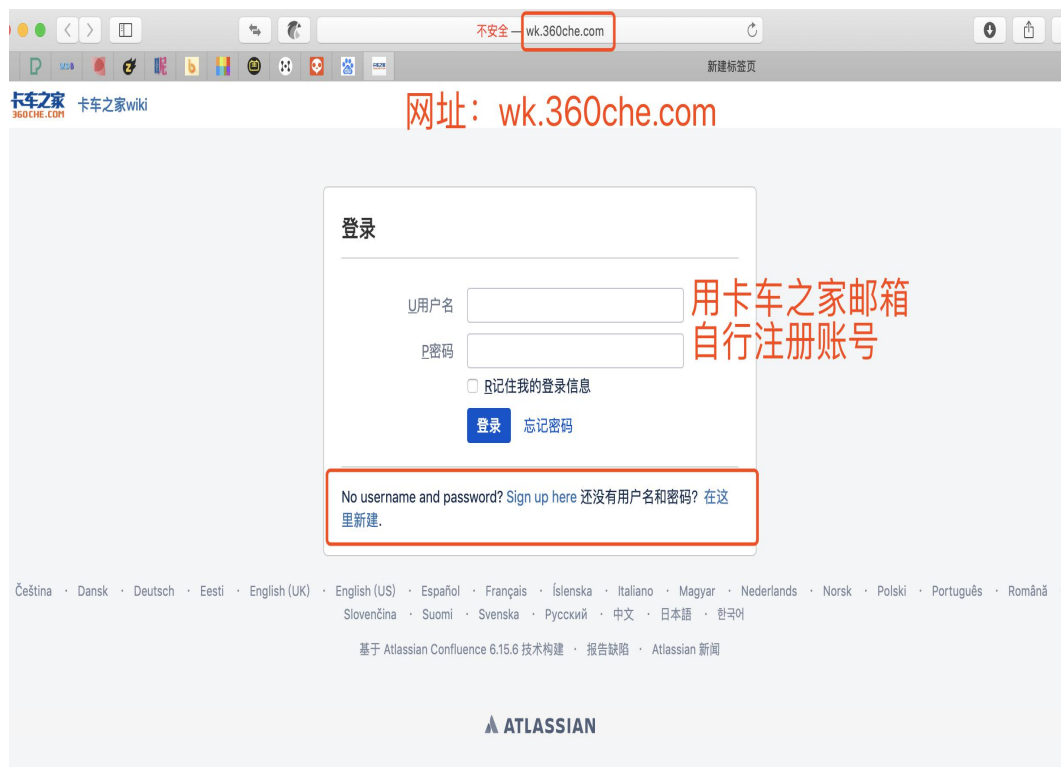 不安全 — wk.360che.com
新建标签页
卡车之家 卡车之家wiki
360CHE.COM
网址：wk.360che.com
登录
U用户名
用卡车之家邮箱
自行注册账号
P密码
R记住我的登录信息
登录 忘记密码
No username and password? Sign up here 还没有用户名和密码? 在这
里新建.
Čeština · Dansk · Deutsch · Eesti · English (UK) · English (US) · Español · Français · Íslenska · Italiano · Magyar · Nederlands · Norsk · Polski · Português · Română
Slovenčina · Suomi · Svenska · Русский · 中文 · 日本語 · 한국어
基于 Atlassian Confluence 6.15.6 技术构建 · 报告缺陷 · Atlassian 新闻
ATLASSIAN